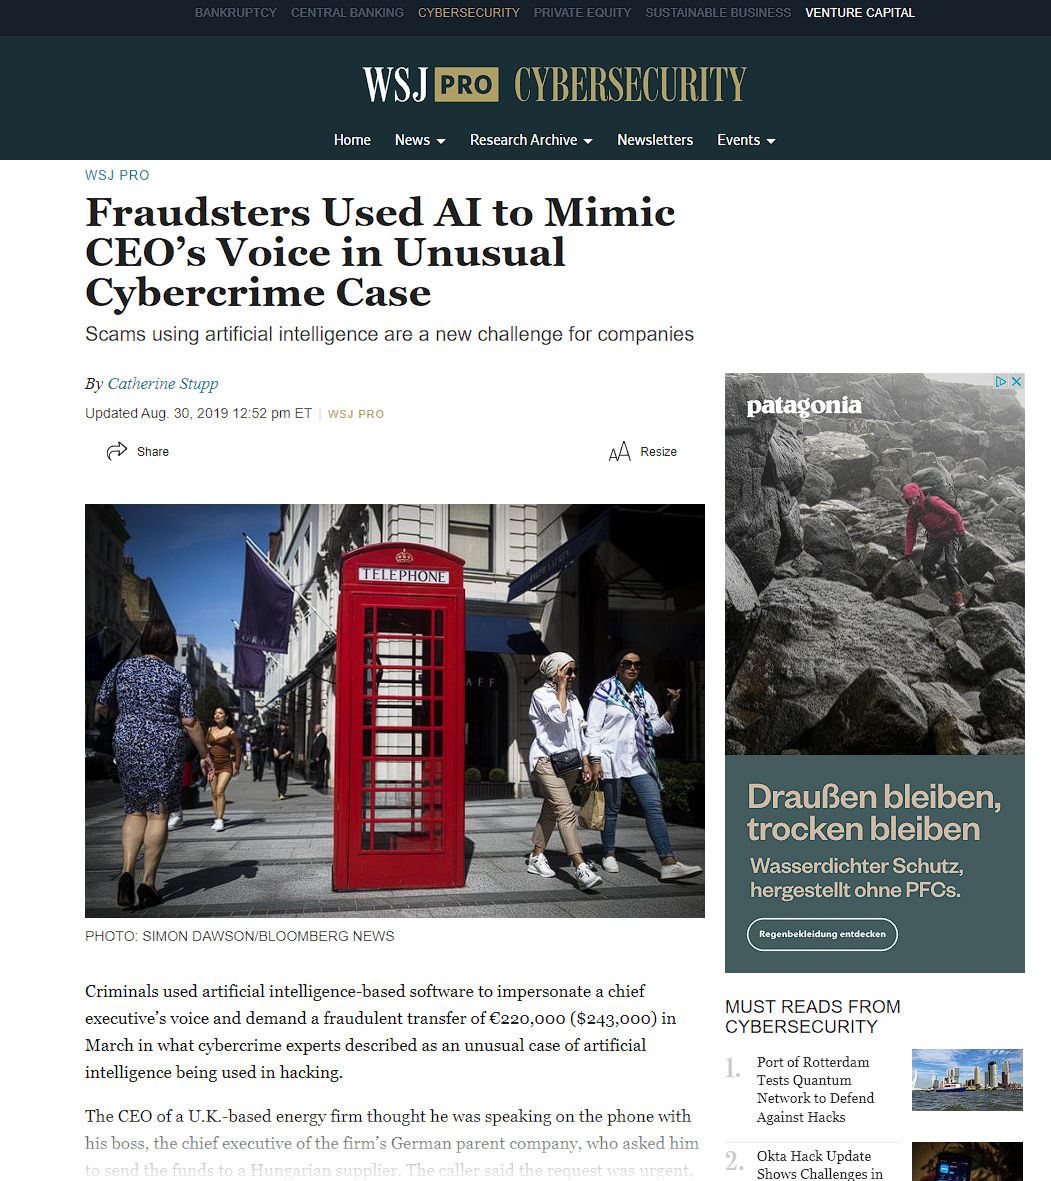 BANKRUPTCY CENTRAL BANKING CYBERSECURITY PRIVATE EQUITY SUSTAINABLE BUSINESS VENTURE CAPITAL
WSJ PRO CYBERSECURITY
Home News Research Archive Newsletters Events
WSJ PRO
Fraudsters Used AI to Mimic
CEO’s Voice in Unusual
Cybercrime Case
Scams using artificial intelligence are a new challenge for companies
By Catherine Stupp
Updated Aug. 30, 2019 12:52 pm ET | WSJ PRO
Share
AA Resize
TELEPHONE
GRAFF
RALPH LAUREN
AFF
PHOTO: SIMON DAWSON/BLOOMBERG NEWS
Criminals used artificial intelligence-based software to impersonate a chief
executive’s voice and demand a fraudulent transfer of €220,000 ($243,000) in
March in what cybercrime experts described as an unusual case of artificial
intelligence being used in hacking.
The CEO of a U.K.-based energy firm thought he was speaking on the phone with
his boss, the chief executive of the firm’s German parent company, who asked him
to send the funds to a Hungarian supplier. The caller said the request was urgent,
patagonia
Draußen bleiben,
trocken bleiben
Wasserdichter Schutz,
hergestellt ohne PFCs.
Regenbekleidung entdecken
MUST READS FROM
CYBERSECURITY
1. Port of Rotterdam
Tests Quantum
Network to Defend
Against Hacks
2. Okta Hack Update
Shows Challenges in